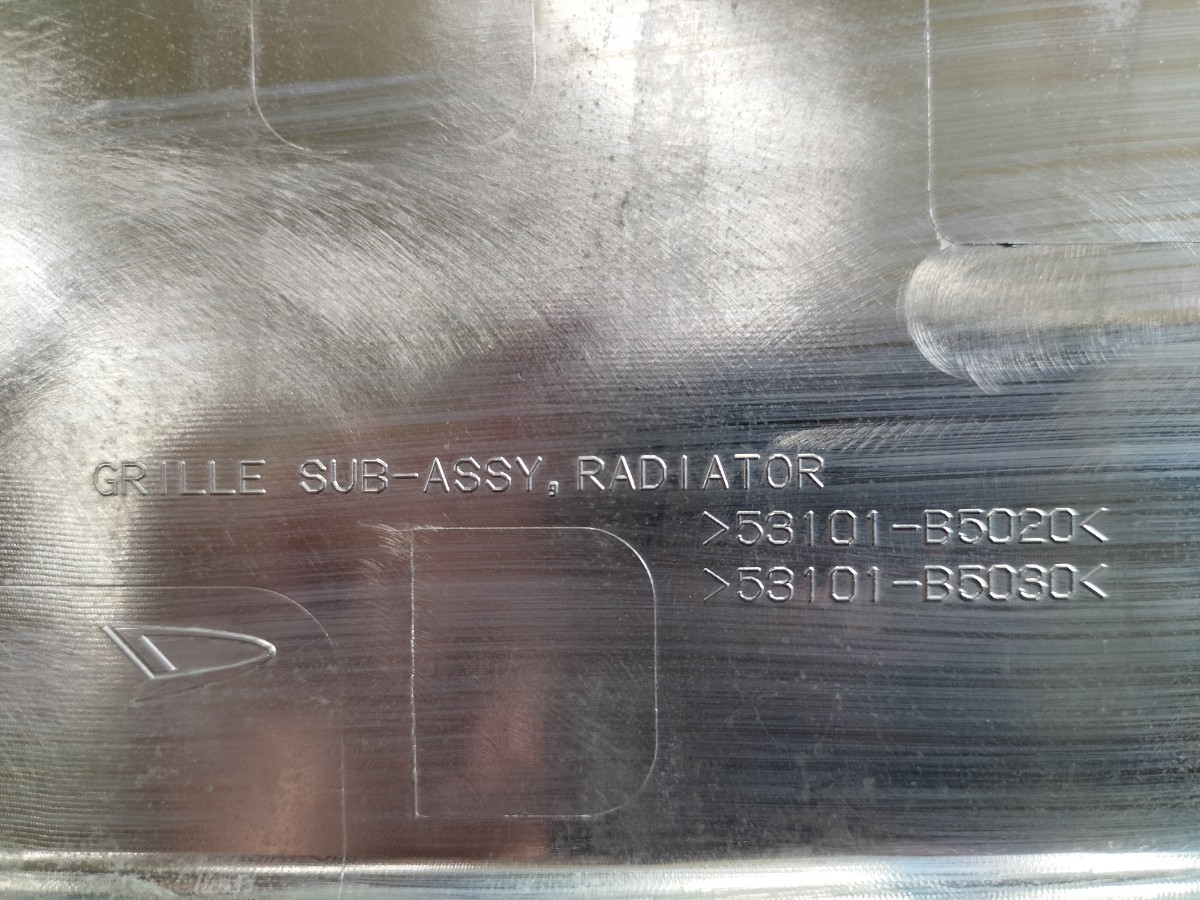 GRILLE SUB-ASSY, RADIATOR
>53101-B5020<
>53101-B5030<